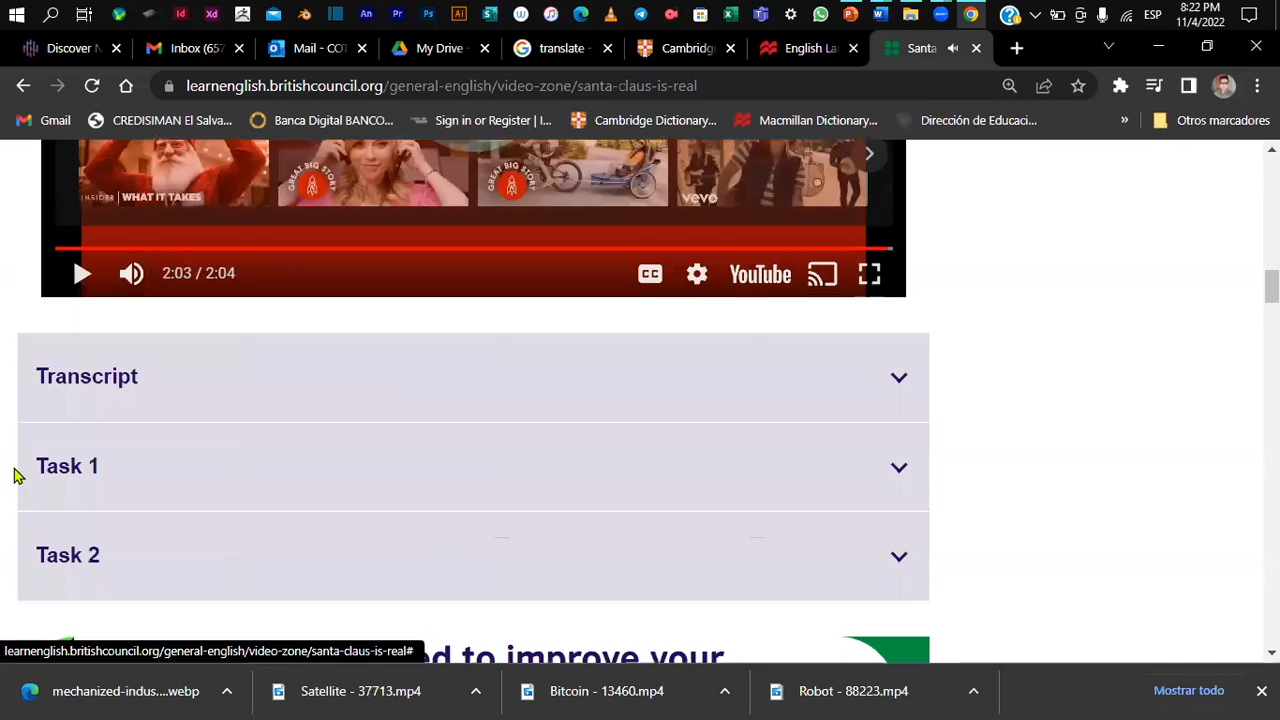 8:22 PM
ESP
11/4/2022
Discover N
Inbox (657
Mail - COT
My Drive -
translate -
Cambridg
English La
Santa
learnenglish.britishcouncil.org/general-english/video-zone/santa-claus-is-real
Gmail
CREDISIMAN El Salva...
Banca Digital BANCO...
Sign in or Register | I...
Cambridge Dictionary...
Macmillan Dictionary...
Dirección de Educaci...
»
Otros marcadores
INSIDER | WHAT IT TAKES
GREAT BIG STORY
GREAT BIG STORY
vevo
2:03 / 2:04
CC
YouTube
Transcript
Task 1
Task 2
ed to improve your
learnenglish.britishcouncil.org/general-english/video-zone/santa-claus-is-real#
mechanized-indus....webp
Satellite - 37713.mp4
Bitcoin - 13460.mp4
Robot - 88223.mp4
Mostrar todo